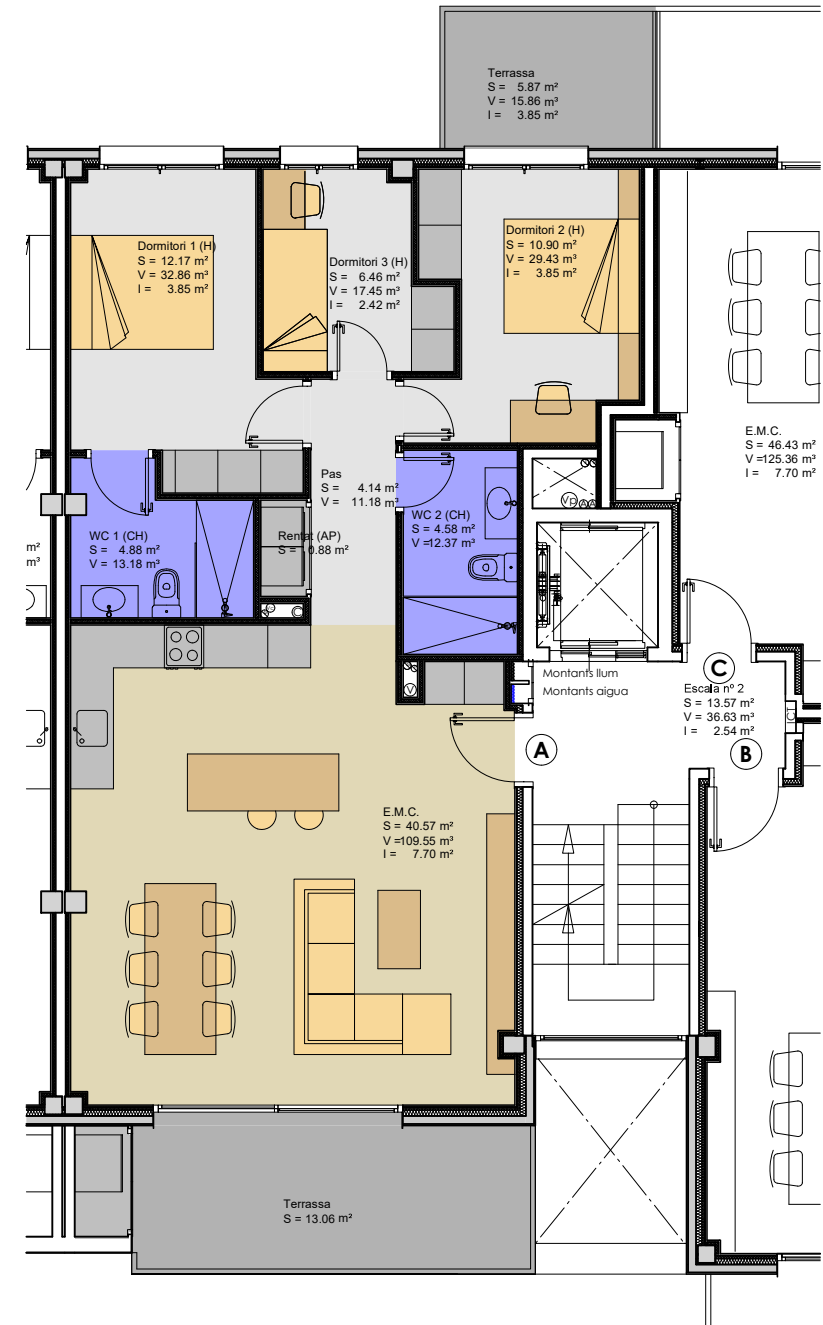 Terrassa
S = 5.87 m²
V = 15.86 m³
I = 3.85 m²
Dormitori 1 (H)
S = 12.17 m²
V = 32.86 m³
I = 3.85 m²
Dormitori 3 (H)
S = 6.46 m²
V = 17.45 m³
I = 2.42 m²
Dormitori 2 (H)
S = 10.90 m²
V = 29.43 m³
I = 3.85 m²
E.M.C.
S = 46.43 m²
V =125.36 m³
I = 7.70 m²
Pas
S = 4.14 m²
V = 11.18 m³
Vp
A A
m²
m³
WC 1 (CH)
S = 4.88 m²
V = 13.18 m³
Rentat (AP)
S = 0.88 m²
WC 2 (CH)
S = 4.58 m²
V =12.37 m³
V
Montants llum
Montants aigua
C
Escala nº 2
S = 13.57 m²
V = 36.63 m³
I = 2.54 m²
ICT
A
B
E.M.C.
S = 40.57 m²
V =109.55 m³
I = 7.70 m²
Terrassa
S = 13.06 m²